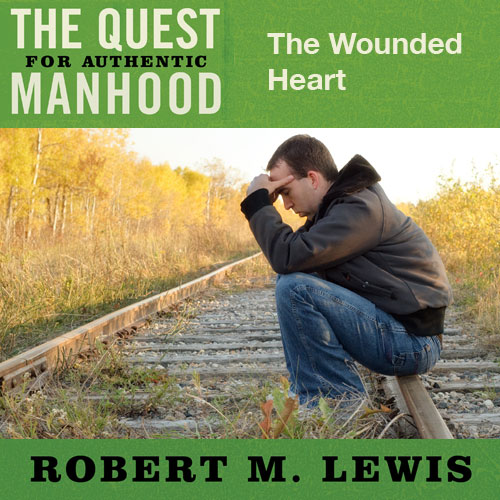 THE QUEST
FOR AUTHENTIC
MANHOOD
The Wounded
Heart
ROBERT M. LEWIS